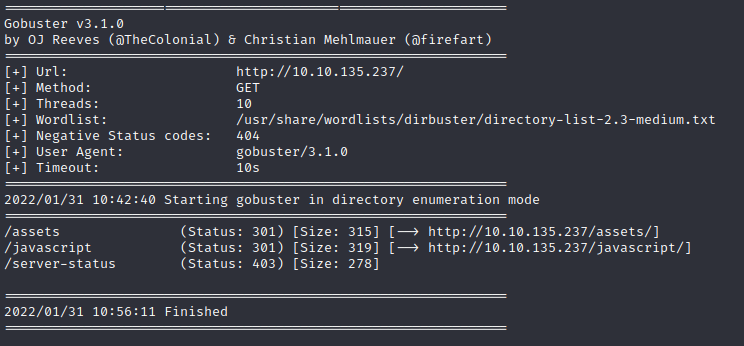 ===============================================================
Gobuster v3.1.0
by OJ Reeves (@TheColonial) & Christian Mehlmauer (@firefart)
===============================================================
[+] Url:                     http://10.10.135.237/
[+] Method:                  GET
[+] Threads:                 10
[+] Wordlist:                /usr/share/wordlists/dirbuster/directory-list-2.3-medium.txt
[+] Negative Status codes:   404
[+] User Agent:              gobuster/3.1.0
[+] Timeout:                 10s
===============================================================
2022/01/31 10:42:40 Starting gobuster in directory enumeration mode
===============================================================
/assets               (Status: 301) [Size: 315] [--> http://10.10.135.237/assets/]
/javascript           (Status: 301) [Size: 319] [--> http://10.10.135.237/javascript/]
/server-status        (Status: 403) [Size: 278]
===============================================================
2022/01/31 10:56:11 Finished
===============================================================